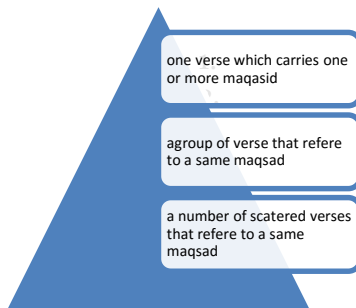 one verse which carries one
or more maqasid
agroup of verse that refere
to a same maqsad
a number of scatered verses
that refere to a same
maqsad